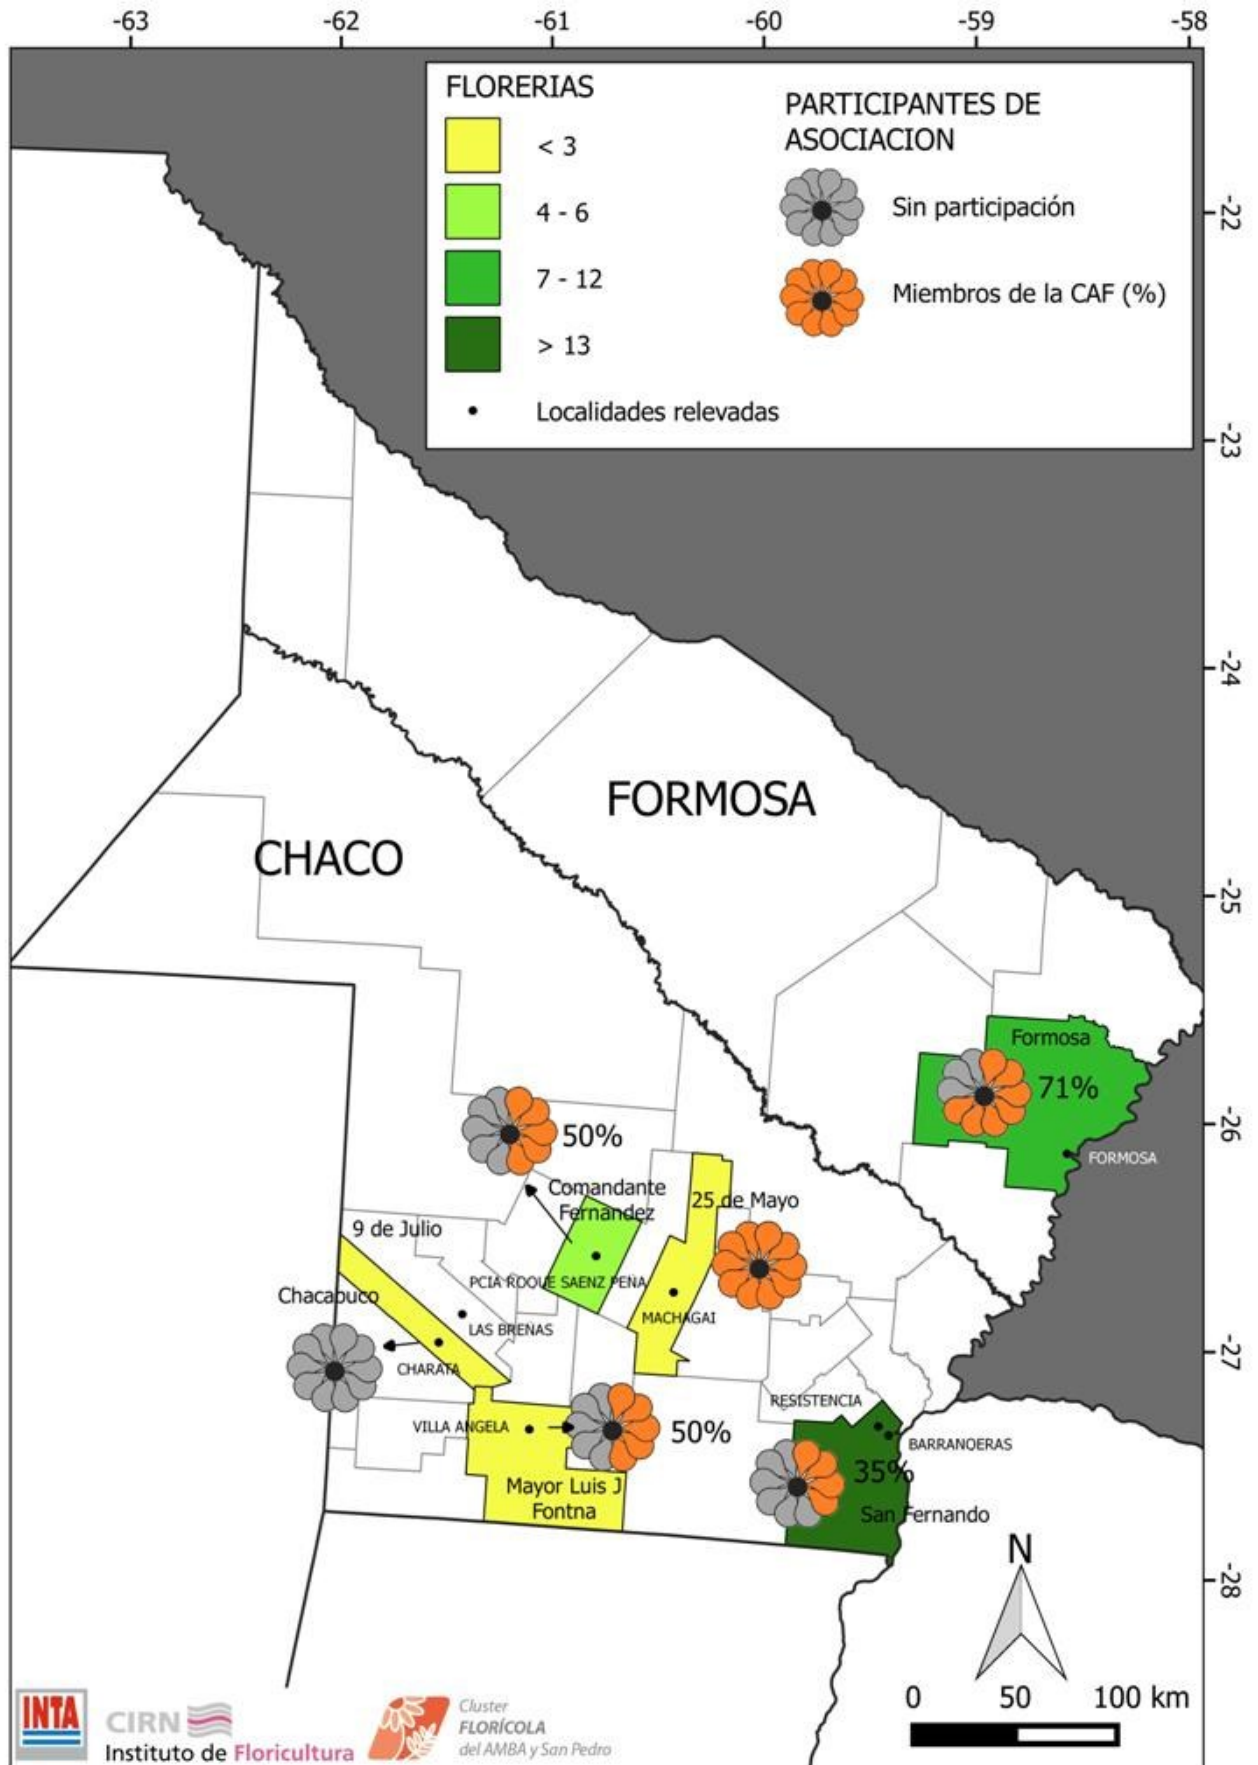 -63
-62
-61
-60
-59
-58
FLORERIAS
< 3
4 - 6
7 - 12
> 13
Localidades relevadas
PARTICIPANTES DE
ASOCIACION
Sin participación
Miembros de la CAF (%)
-22
-23
-24
-25
-26
-27
-28
FORMOSA
CHACO
Formosa
71%
FORMOSA
50%
Comandante
Fernández
25 de Mayo
9 de Julio
PCIA ROQUE SAENZ PEÑA
Chacabuco
MACHAGAI
LAS BREÑAS
CHARATA
RESISTENCIA
VILLA ANGELA
50%
BARRANQERAS
35%
Mayor Luis J
Fontna
San Fernando
N
0 50 100 km
INTA
CIRN
Instituto de Floricultura
Cluster
FLORÍCOLA
del AMBA y San Pedro